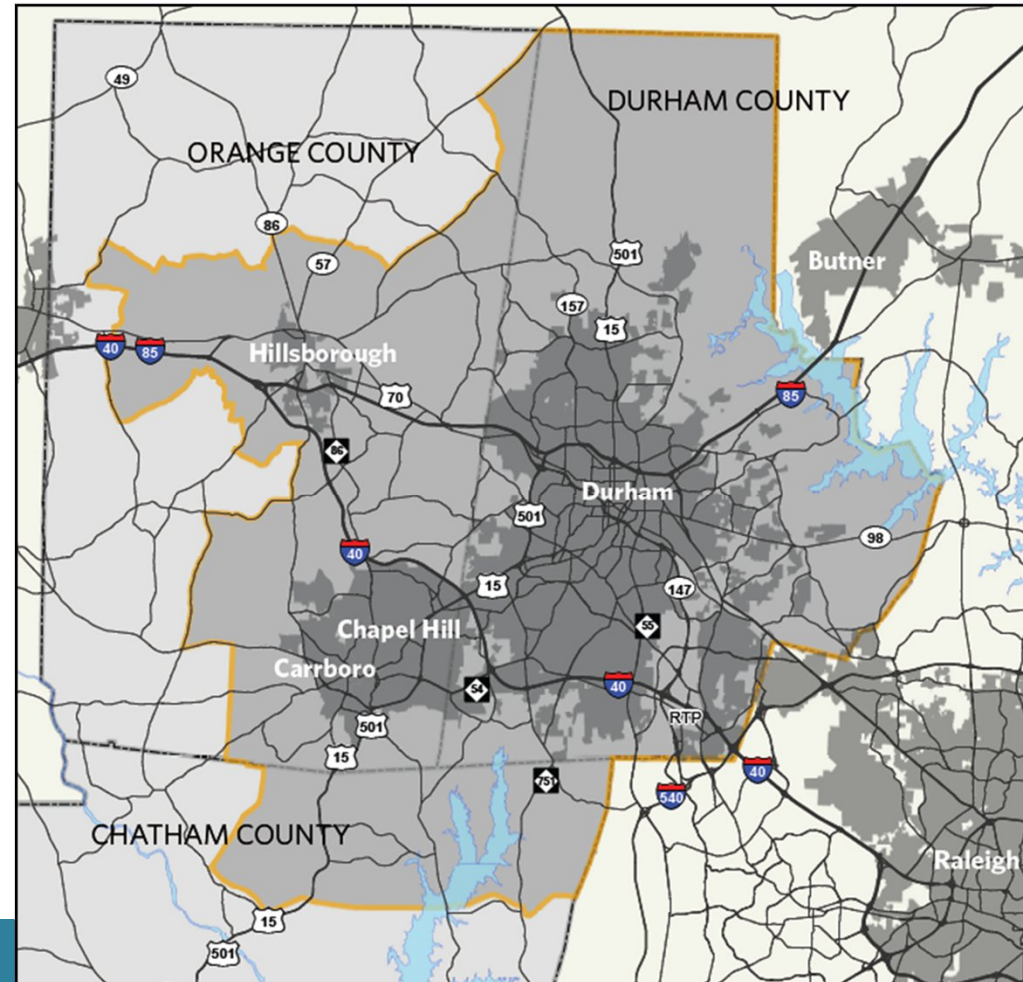 49
DURHAM COUNTY
ORANGE COUNTY
86
57
501
Butner
157
15
40
85
Hillsborough
70
85
86
Durham
501
98
40
15
147
Chapel Hill
55
Carrboro
54
40
501
RTP
15
40
751
540
CHATHAM COUNTY
Raleigh
15
501